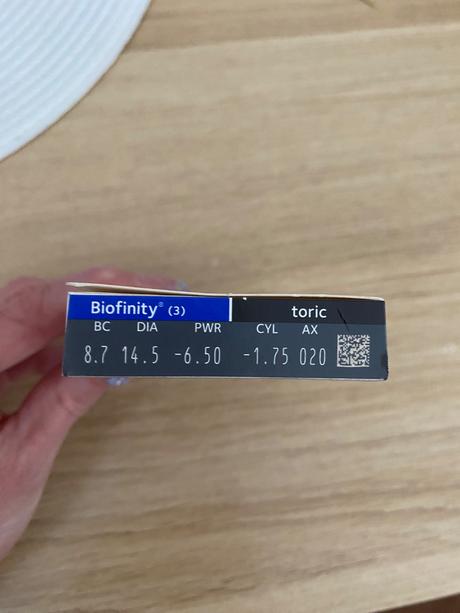 Biofinity® (3) toric
BC DIA PWR CYL AX
8.7 14.5 -6.50 -1.75 020